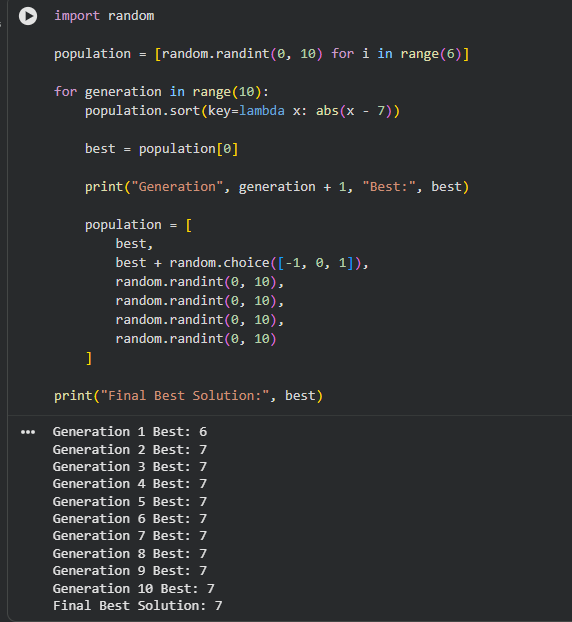 import random

population = [random.randint(0, 10) for i in range(6)]

for generation in range(10):
    population.sort(key=lambda x: abs(x - 7))

    best = population[0]

    print("Generation", generation + 1, "Best:", best)

    population = [
        best,
        best + random.choice([-1, 0, 1]),
        random.randint(0, 10),
        random.randint(0, 10),
        random.randint(0, 10),
        random.randint(0, 10)
    ]

print("Final Best Solution:", best)
Generation 1 Best: 6
Generation 2 Best: 7
Generation 3 Best: 7
Generation 4 Best: 7
Generation 5 Best: 7
Generation 6 Best: 7
Generation 7 Best: 7
Generation 8 Best: 7
Generation 9 Best: 7
Generation 10 Best: 7
Final Best Solution: 7